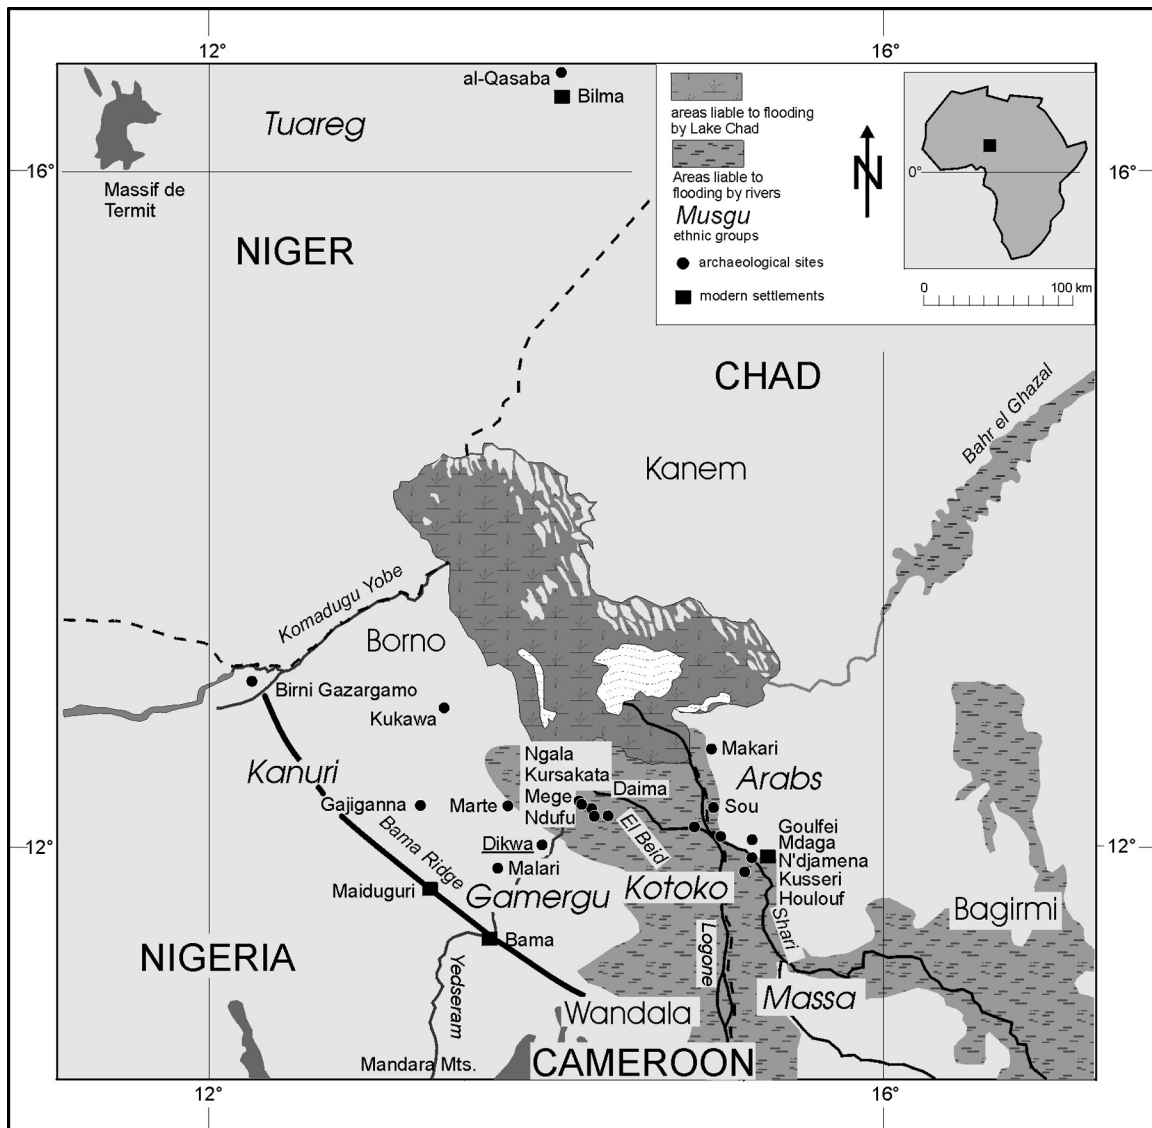 12°
16°
al-Qasaba
Bilma
Tuareg
16°
Massif de
Termit
NIGER
areas liable to flooding
by Lake Chad
Areas liable to
flooding by rivers
Musgu
ethnic groups
archaeological sites
modern settlements
N
0°
0
100 km
16°
CHAD
Bahr el Ghazal
Kanem
Komadugu Yobe
Borno
Birni Gazargamo
Kukawa
Kanuri
Gajiganna
Bama Ridge
Marte
Ngala
Kursakata
Mege
Ndufu
Daima
El Beid
Makari
Arabs
Sou
Goulfei
Mdaga
N'djamena
Kusseri
Houlouf
12°
12°
Dikwa
Malari
Maiduguri
Gamergu
Kotoko
Bagirmi
Shari
Logone
NIGERIA
Bama
Yedseram
Massa
Wandala
Mandara Mts.
CAMEROON
12°
16°